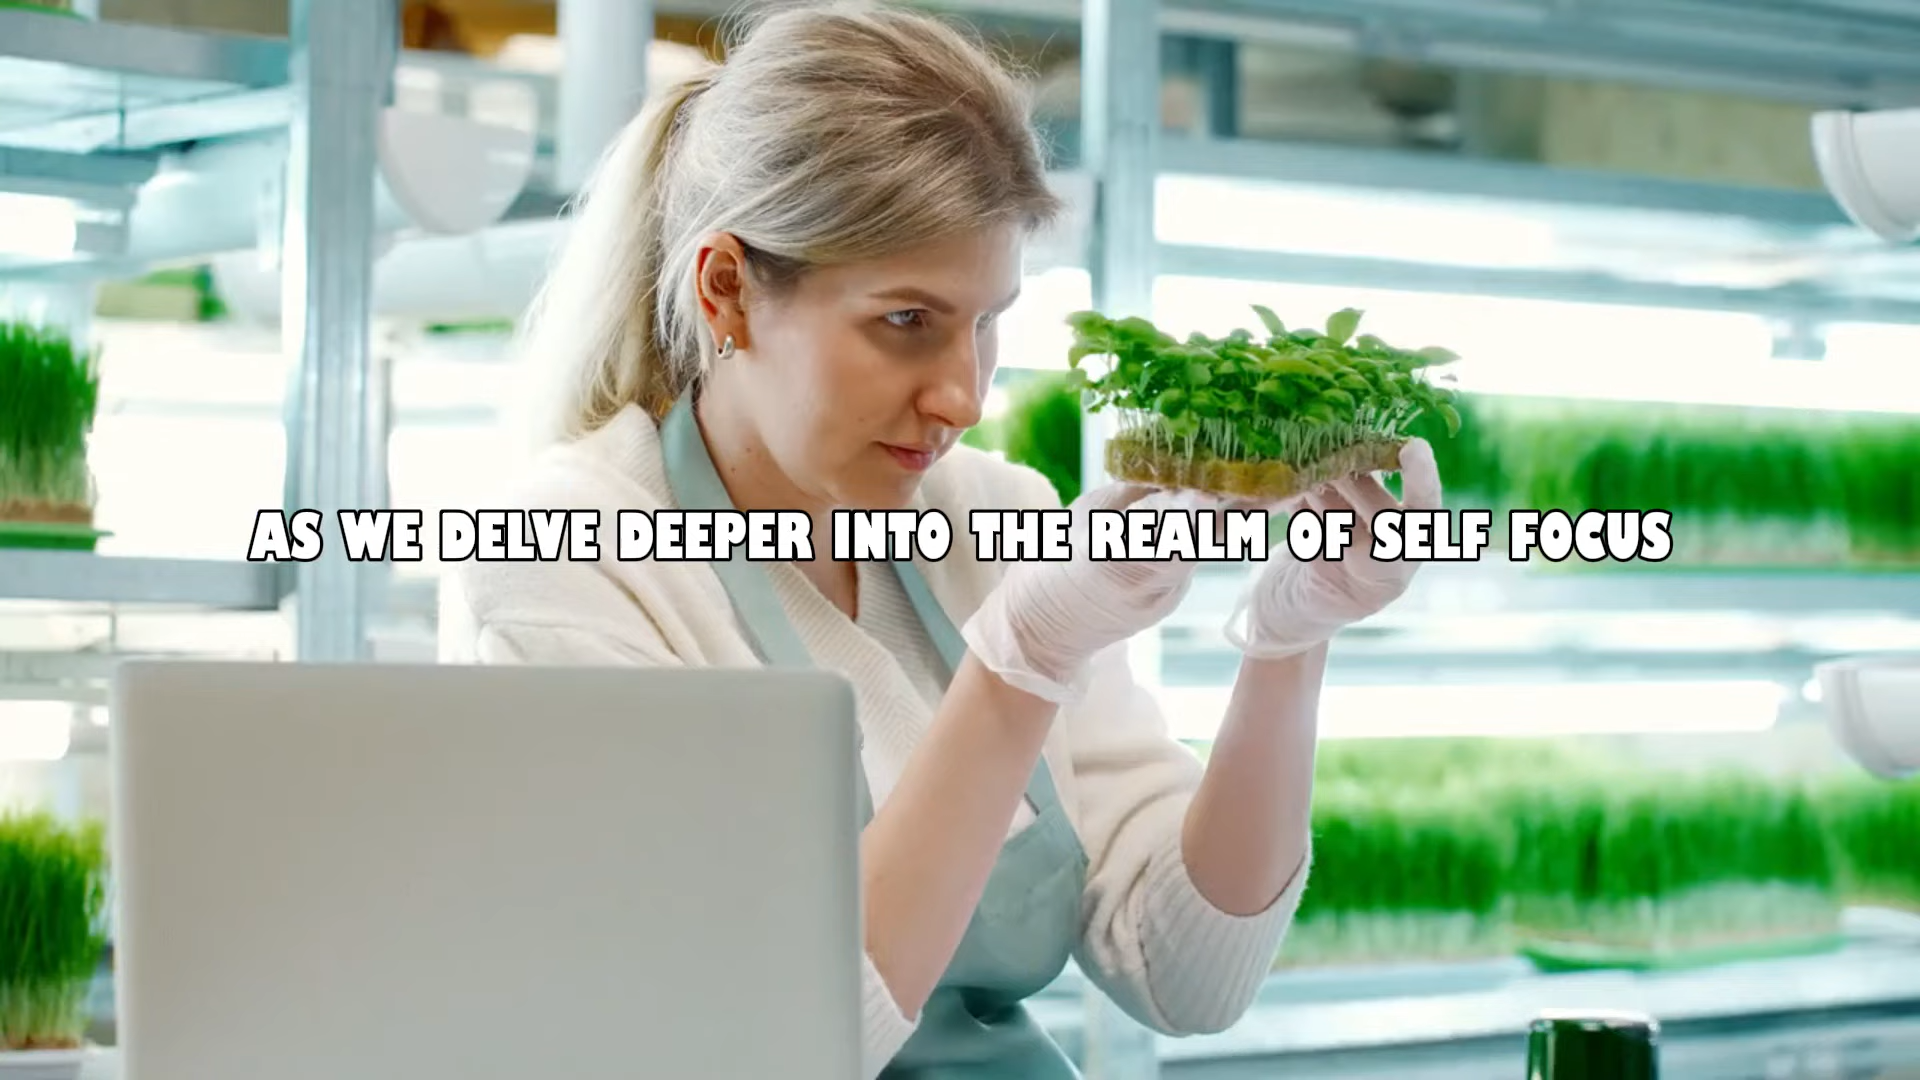 AS WE DELVE DEEPER INTO THE REALM OF SELF FOCUS